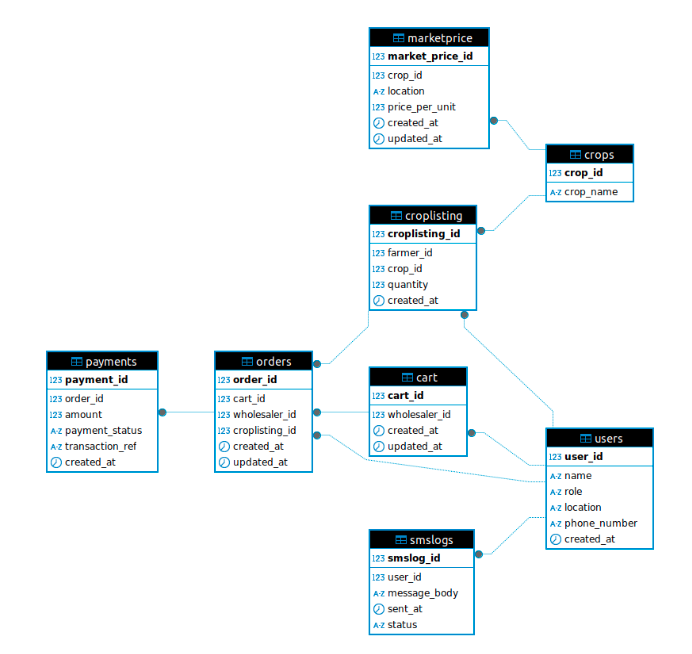 marketprice
123 market_price_id
123 crop_id
A-Z location
123 price_per_unit
created_at
updated_at
crops
123 crop_id
A-Z crop_name
croplisting
123 croplisting_id
123 farmer_id
123 crop_id
123 quantity
created_at
payments
123 payment_id
123 order_id
123 amount
A-Z payment_status
A-Z transaction_ref
created_at
orders
123 order_id
123 cart_id
123 wholesaler_id
123 croplisting_id
created_at
updated_at
cart
123 cart_id
123 wholesaler_id
created_at
updated_at
users
123 user_id
A-Z name
A-Z role
A-Z location
A-Z phone_number
created_at
smslogs
123 smslog_id
123 user_id
A-Z message_body
sent_at
A-Z status